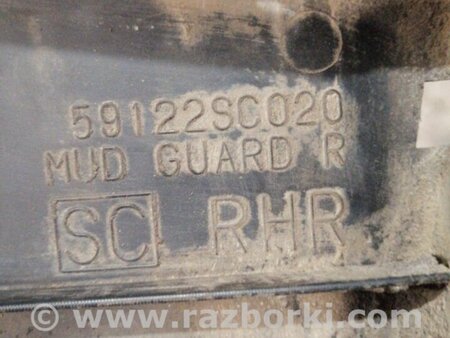 59122SC020
MUD GUARD R
SC RHR
www.razborki.com